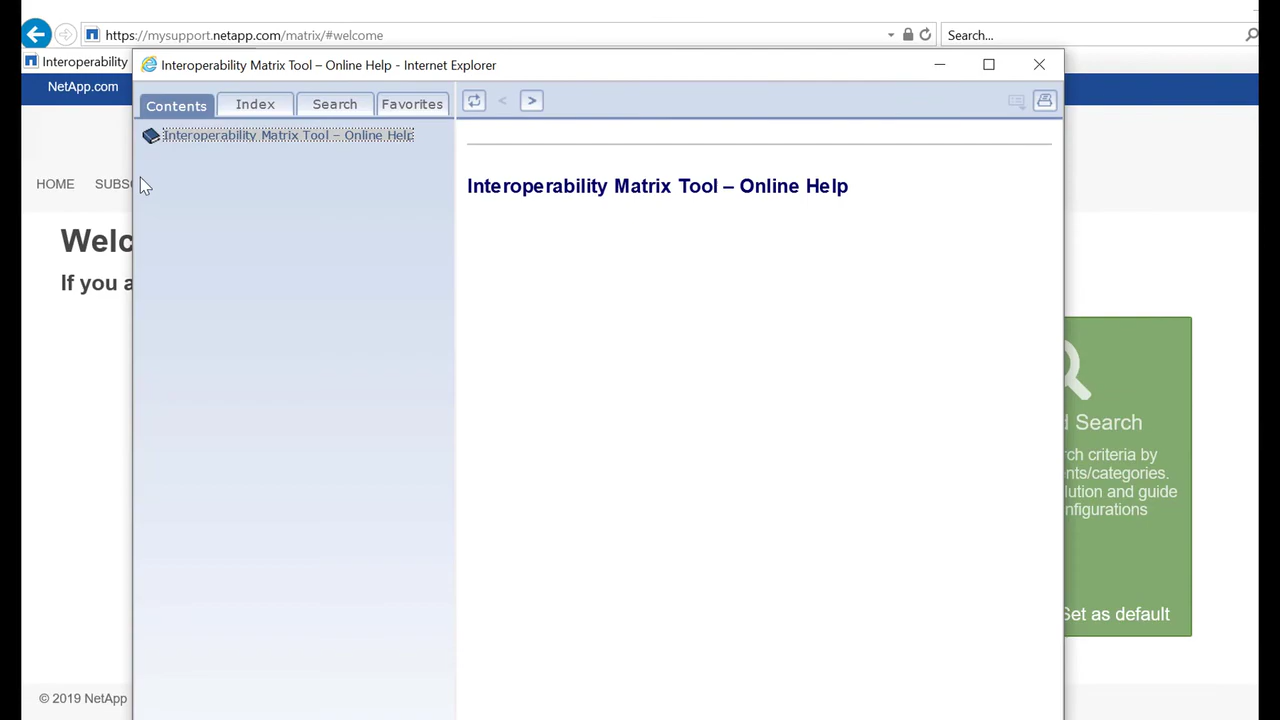 https://mysupport.netapp.com/matrix/#welcome
Search...
Interoperability
Interoperability Matrix Tool – Online Help - Internet Explorer
NetApp.com
Contents
Index
Search
Favorites
<
>
Interoperability Matrix Tool – Online Help
Interoperability Matrix Tool – Online Help
HOME
SUBS
Welc
If you a
d Search
rch criteria by
nts/categories.
lution and guide
nfigurations
Set as default
© 2019 NetApp